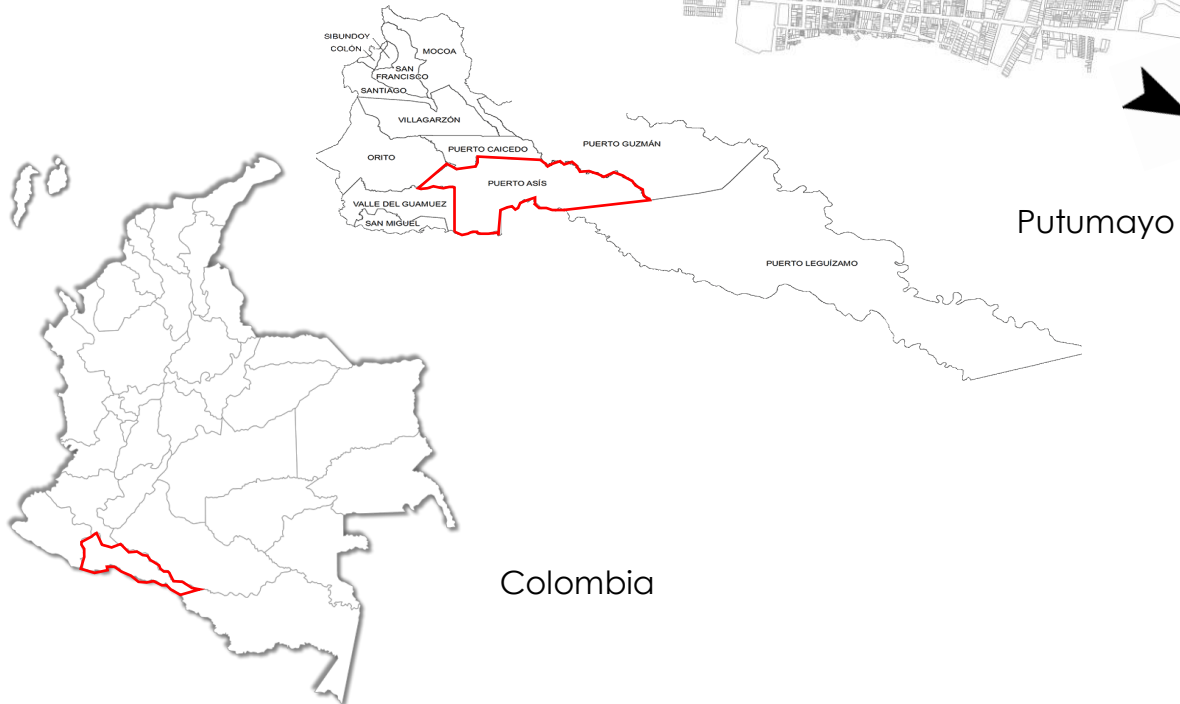 SIBUNDOY
COLÓN
MOCOA
SAN
FRANCISCO
SANTIAGO
VILLAGARZÓN
PUERTO CAICEDO
PUERTO GUZMÁN
ORITO
PUERTO ASÍS
VALLE DEL GUAMUEZ
SAN MIGUEL
PUERTO LEGUÍZAMO
Putumayo
Colombia